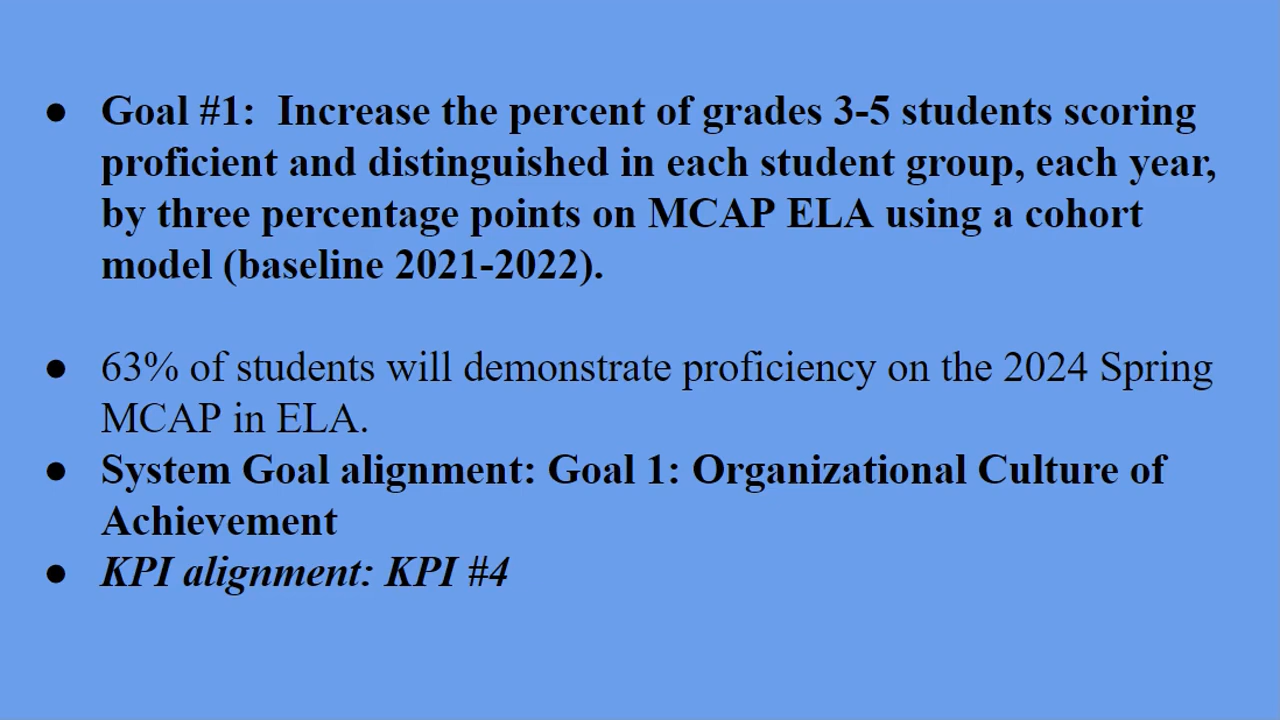 ● Goal #1:  Increase the percent of grades 3-5 students scoring
proficient and distinguished in each student group, each year,
by three percentage points on MCAP ELA using a cohort
model (baseline 2021-2022).
● 63% of students will demonstrate proficiency on the 2024 Spring
MCAP in ELA.
● System Goal alignment: Goal 1: Organizational Culture of
Achievement
● KPI alignment: KPI #4